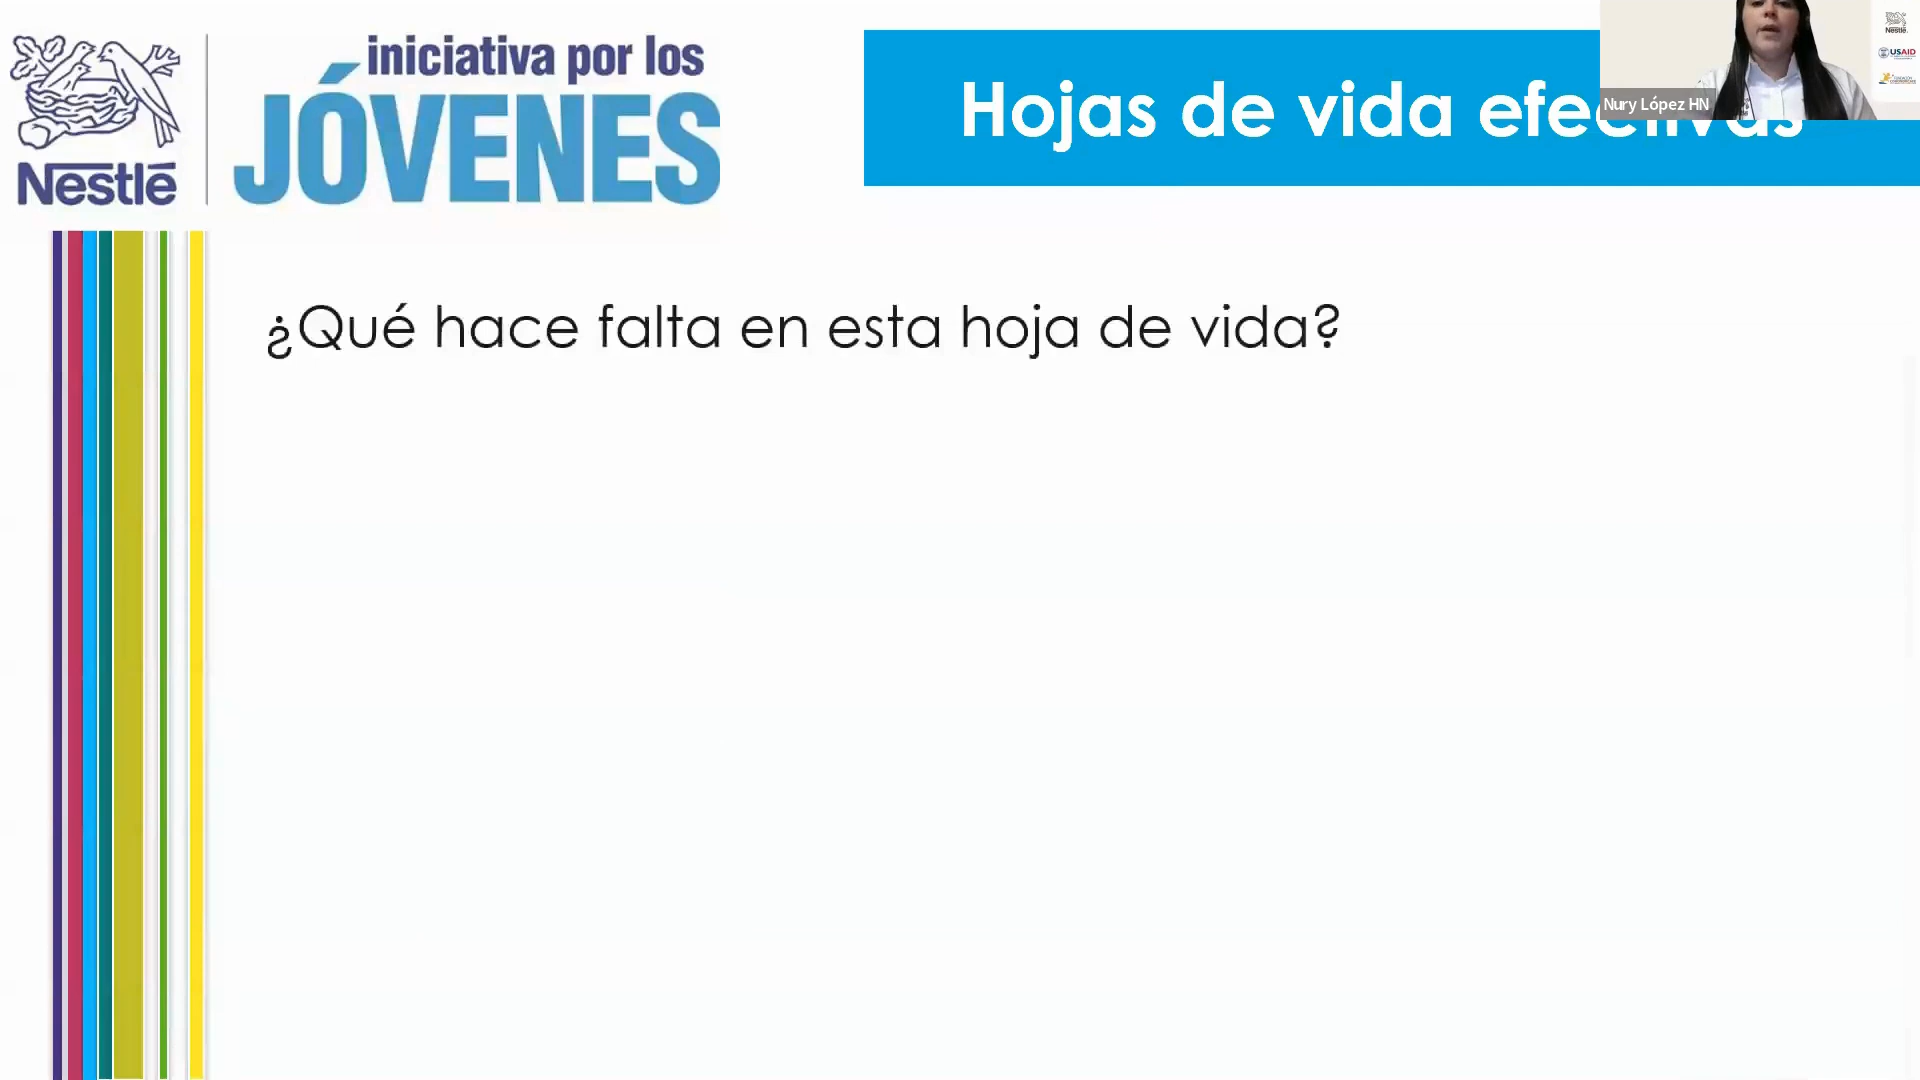 iniciativa por los
JÓVENES
Nestlé
Hojas de vida efectivas
Nury López HN
Nestlé
USAID
¿Qué hace falta en esta hoja de vida?